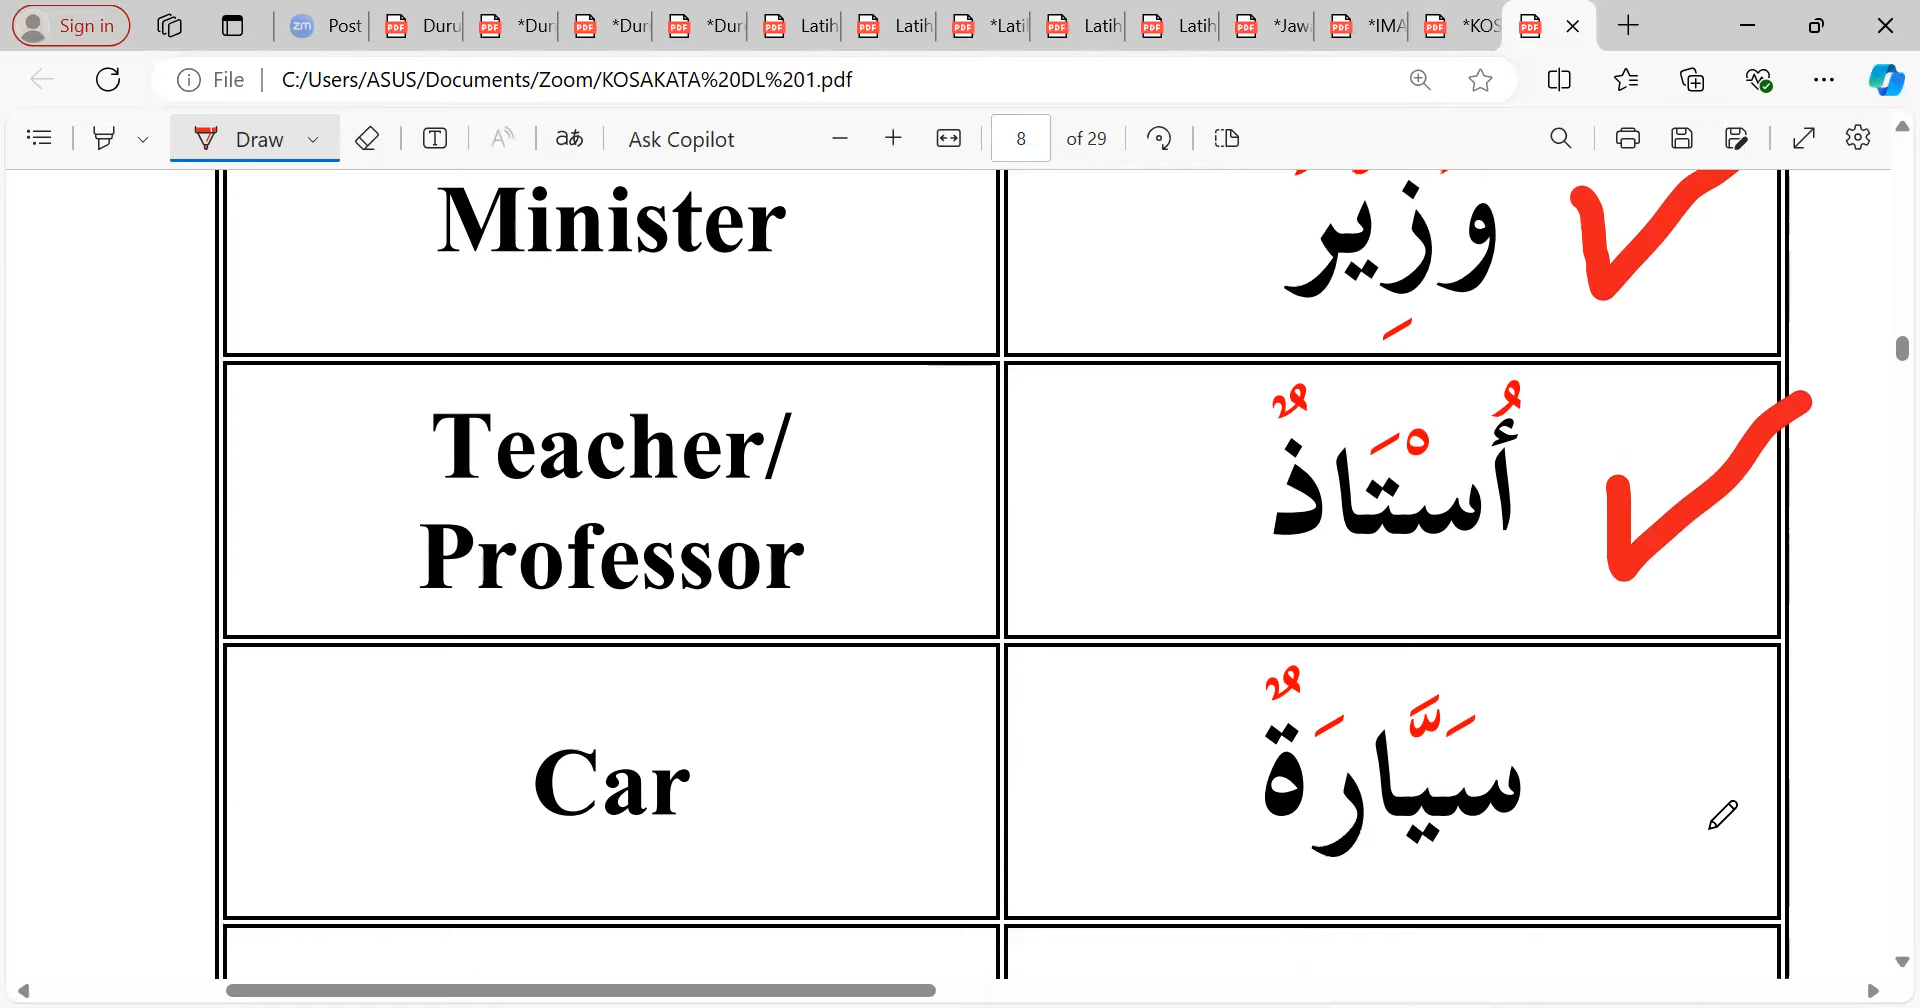 Sign in
Post
Duru
*Dur
*Dur
*Dur
Latih
Latih
*Lati
Latih
Latih
*Jaw
*IMA
*KOS
File
C:/Users/ASUS/Documents/Zoom/KOSAKATA%20DL%201.pdf
Draw
Ask Copilot
8 of 29
Minister
وَزِيْرٌ
Teacher/
Professor
أُسْتَاذٌ
Car
سَيَّارَةٌ